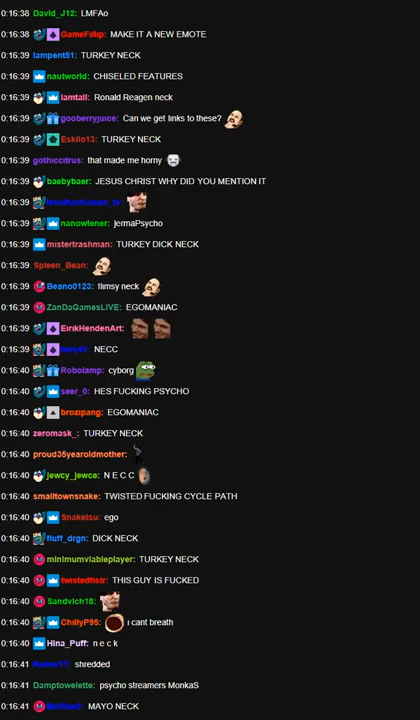 0:16:38 David_J12: LMFAo
0:16:38 GameFillip: MAKE IT A NEW EMOTE
0:16:39 lampent51: TURKEY NECK
0:16:39 nautworld: CHISELED FEATURES
0:16:39 Iamtall: Ronald Reagen neck
0:16:39 gooberryjuice: Can we get links to these?
0:16:39 Eskilo13: TURKEY NECK
0:16:39 gothiccitrus: that made me horny
0:16:39 baebybaer: JESUS CHRIST WHY DID YOU MENTION IT
0:16:39
0:16:39 nanowiener: jermaPsycho
0:16:39 mistertrashman: TURKEY DICK NECK
0:16:39 Spleen_Bean:
0:16:39 Beano0123: flimsy neck
0:16:39 ZanDaGamesLIVE: EGOMANIAC
0:16:39 EirikHendenArt:
0:16:39 NECC
0:16:40 Robolamp: cyborg
0:16:40 seer_0: HES FUCKING PSYCHO
0:16:40 brozipang: EGOMANIAC
0:16:40 zeromask_: TURKEY NECK
0:16:40 proud35yearoldmother:
0:16:40 jewcy_jewce: N E C C
0:16:40 smalltownsnake: TWISTED FUCKING CYCLE PATH
0:16:40 Snaketsu: ego
0:16:40 fluff_drgn: DICK NECK
0:16:40 minimumviableplayer: TURKEY NECK
0:16:40 twistedfistr: THIS GUY IS FUCKED
0:16:40 Sandvich18:
0:16:40 ChillyP95: i cant breath
0:16:40 Hina_Puff: n e c k
0:16:41 shredded
0:16:41 Damptowelette: psycho streamers MonkaS
0:16:41 MAYO NECK